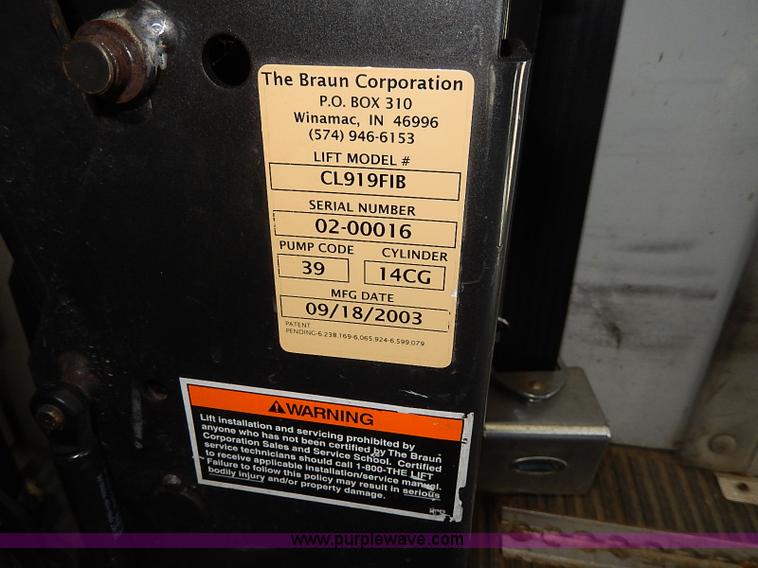 The Braun Corporation
P.O. BOX 310
Winamac, IN 46996
(574) 946-6153
LIFT MODEL #
CL919FIB
SERIAL NUMBER
02-00016
PUMP CODE CYLINDER
39 14CG
MFG DATE
09/18/2003
PATENT
PENDING-6,238,169-6,065,924-6,599,079
WARNING
Lift installation and servicing prohibited by
anyone who has not been certified by The Braun
Corporation Sales and Service School. Certified
service technicians should call 1-800-THE LIFT
to receive applicable installation/service manual.
Failure to follow this policy may result in serious
bodily injury and/or property damage.
www.purplewave.com